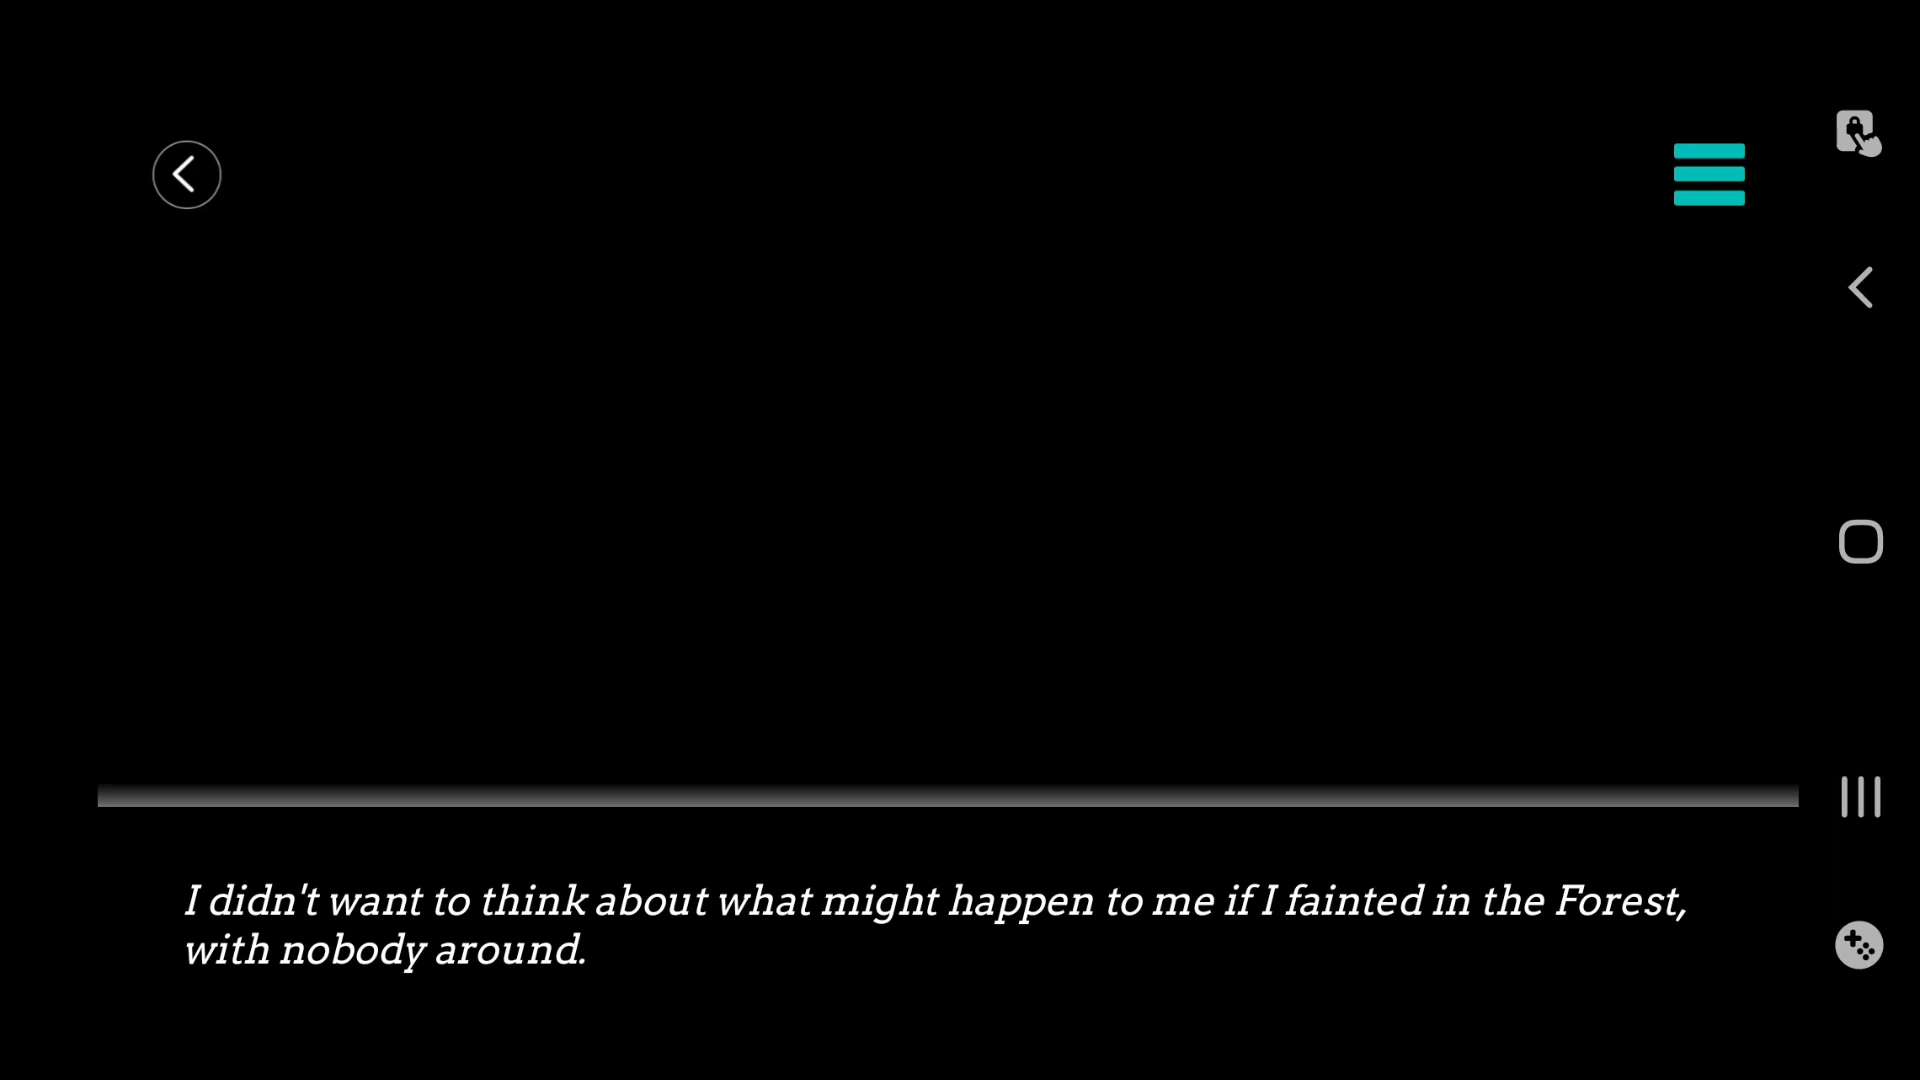 I didn't want to think about what might happen to me if I fainted in the Forest,
with nobody around.